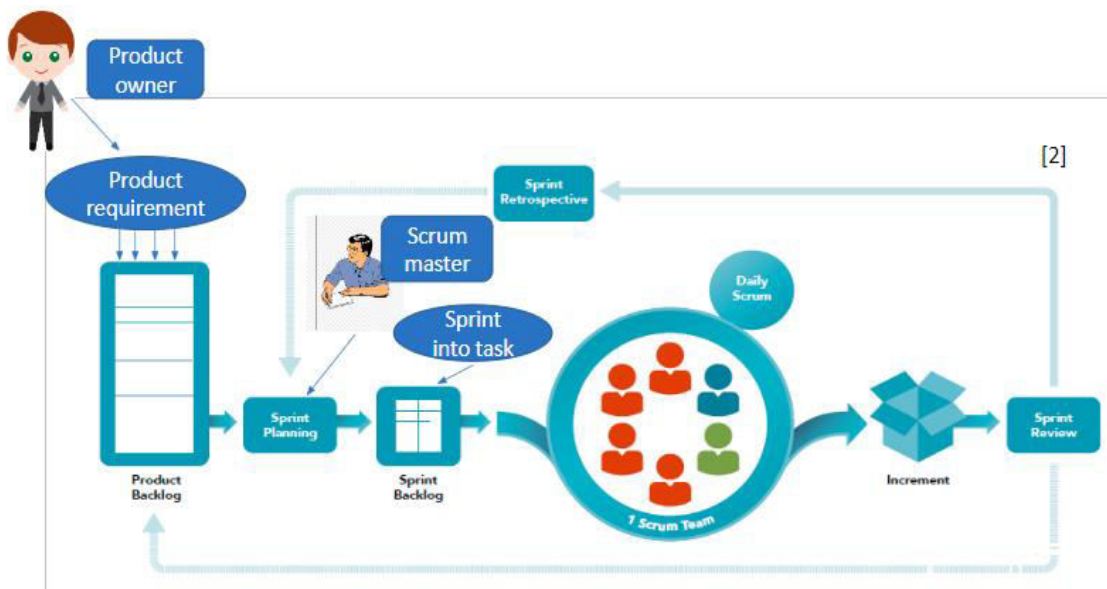 Product
owner
[2]
Product
requirement
Sprint
Retrospective
Scrum
master
Daily
Scrum
Sprint
into task
Sprint
Planning
Sprint
Review
Product
Backlog
Sprint
Backlog
Increment
1 Scrum Team